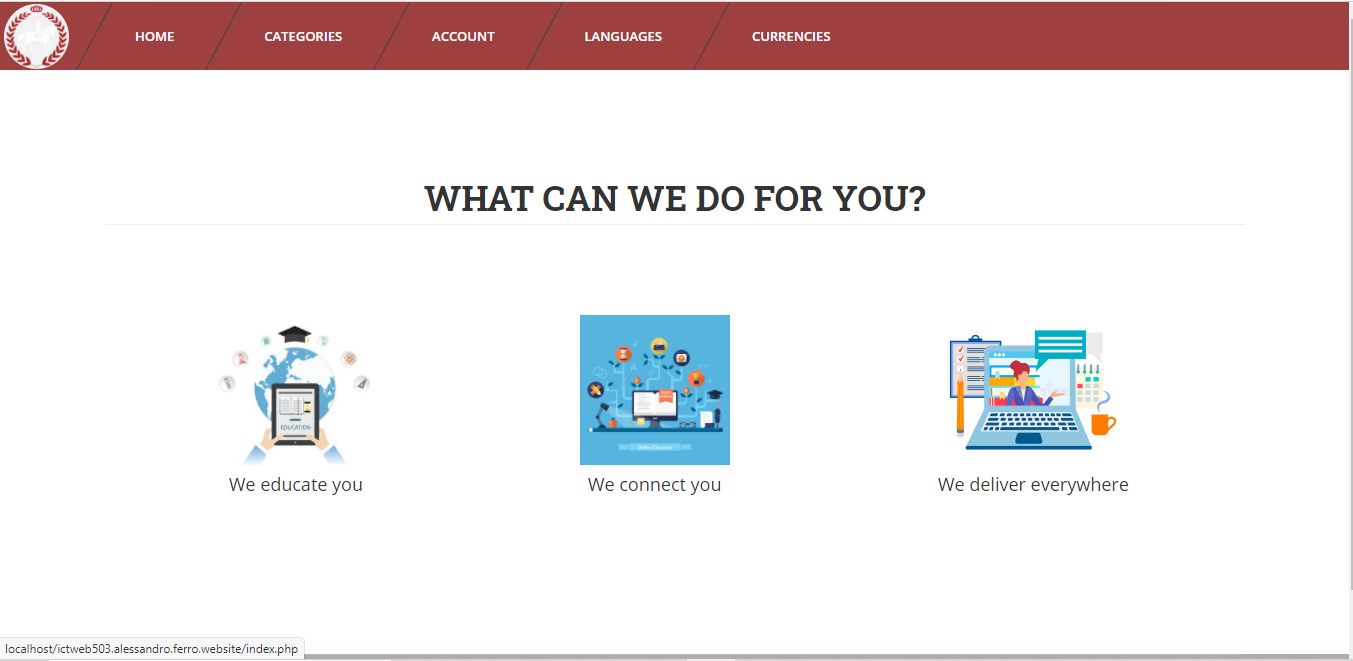 HOME
CATEGORIES
ACCOUNT
LANGUAGES
CURRENCIES
WHAT CAN WE DO FOR YOU?
EDUCATION
We educate you
We connect you
We deliver everywhere
localhost/ictweb503.alessandro.ferro.website/index.php